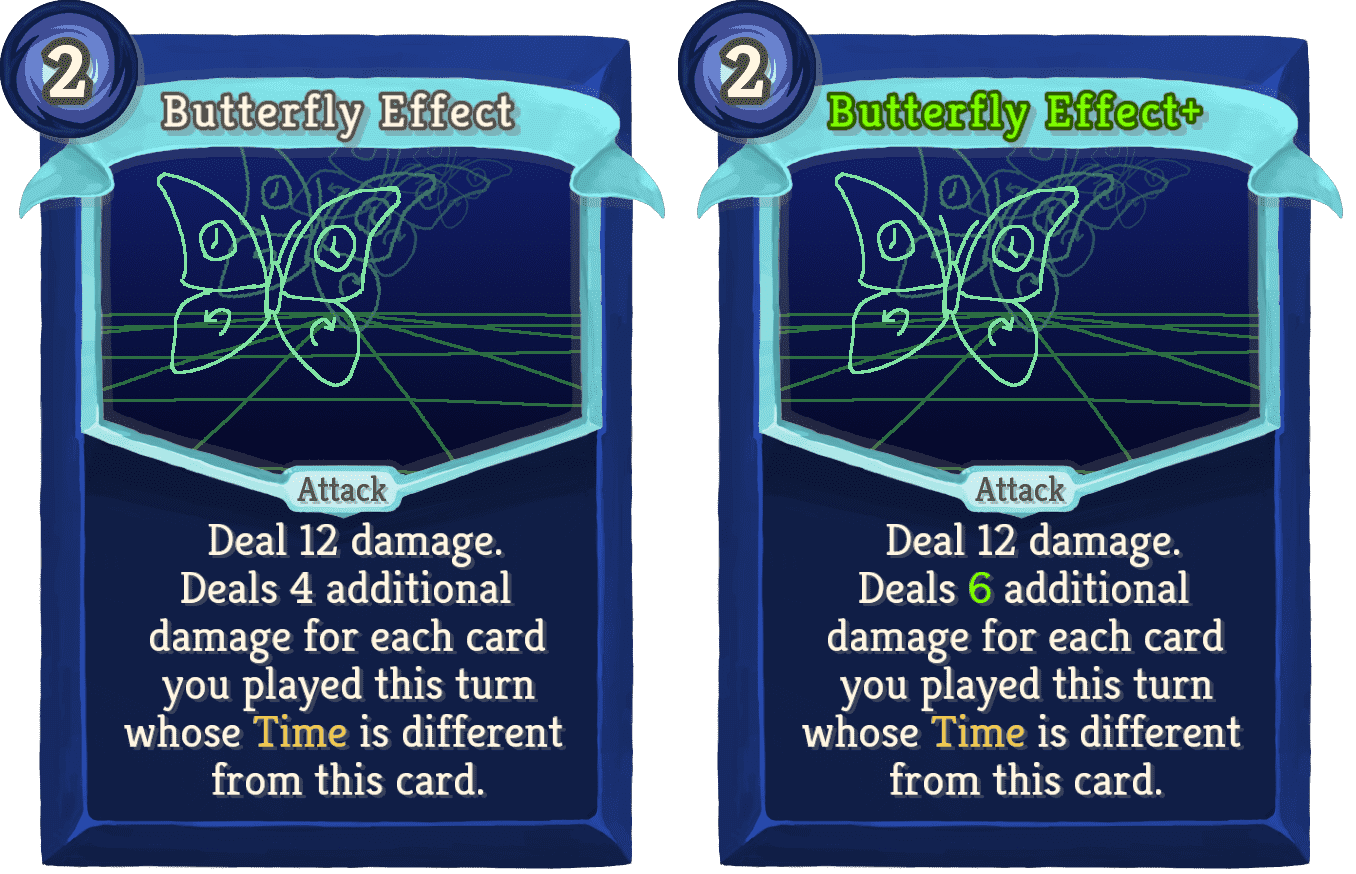 2
Butterfly Effect
Attack
Deal 12 damage.
Deals 4 additional
damage for each card
you played this turn
whose Time is different
from this card.
2
Butterfly Effect+
Attack
Deal 12 damage.
Deals 6 additional
damage for each card
you played this turn
whose Time is different
from this card.